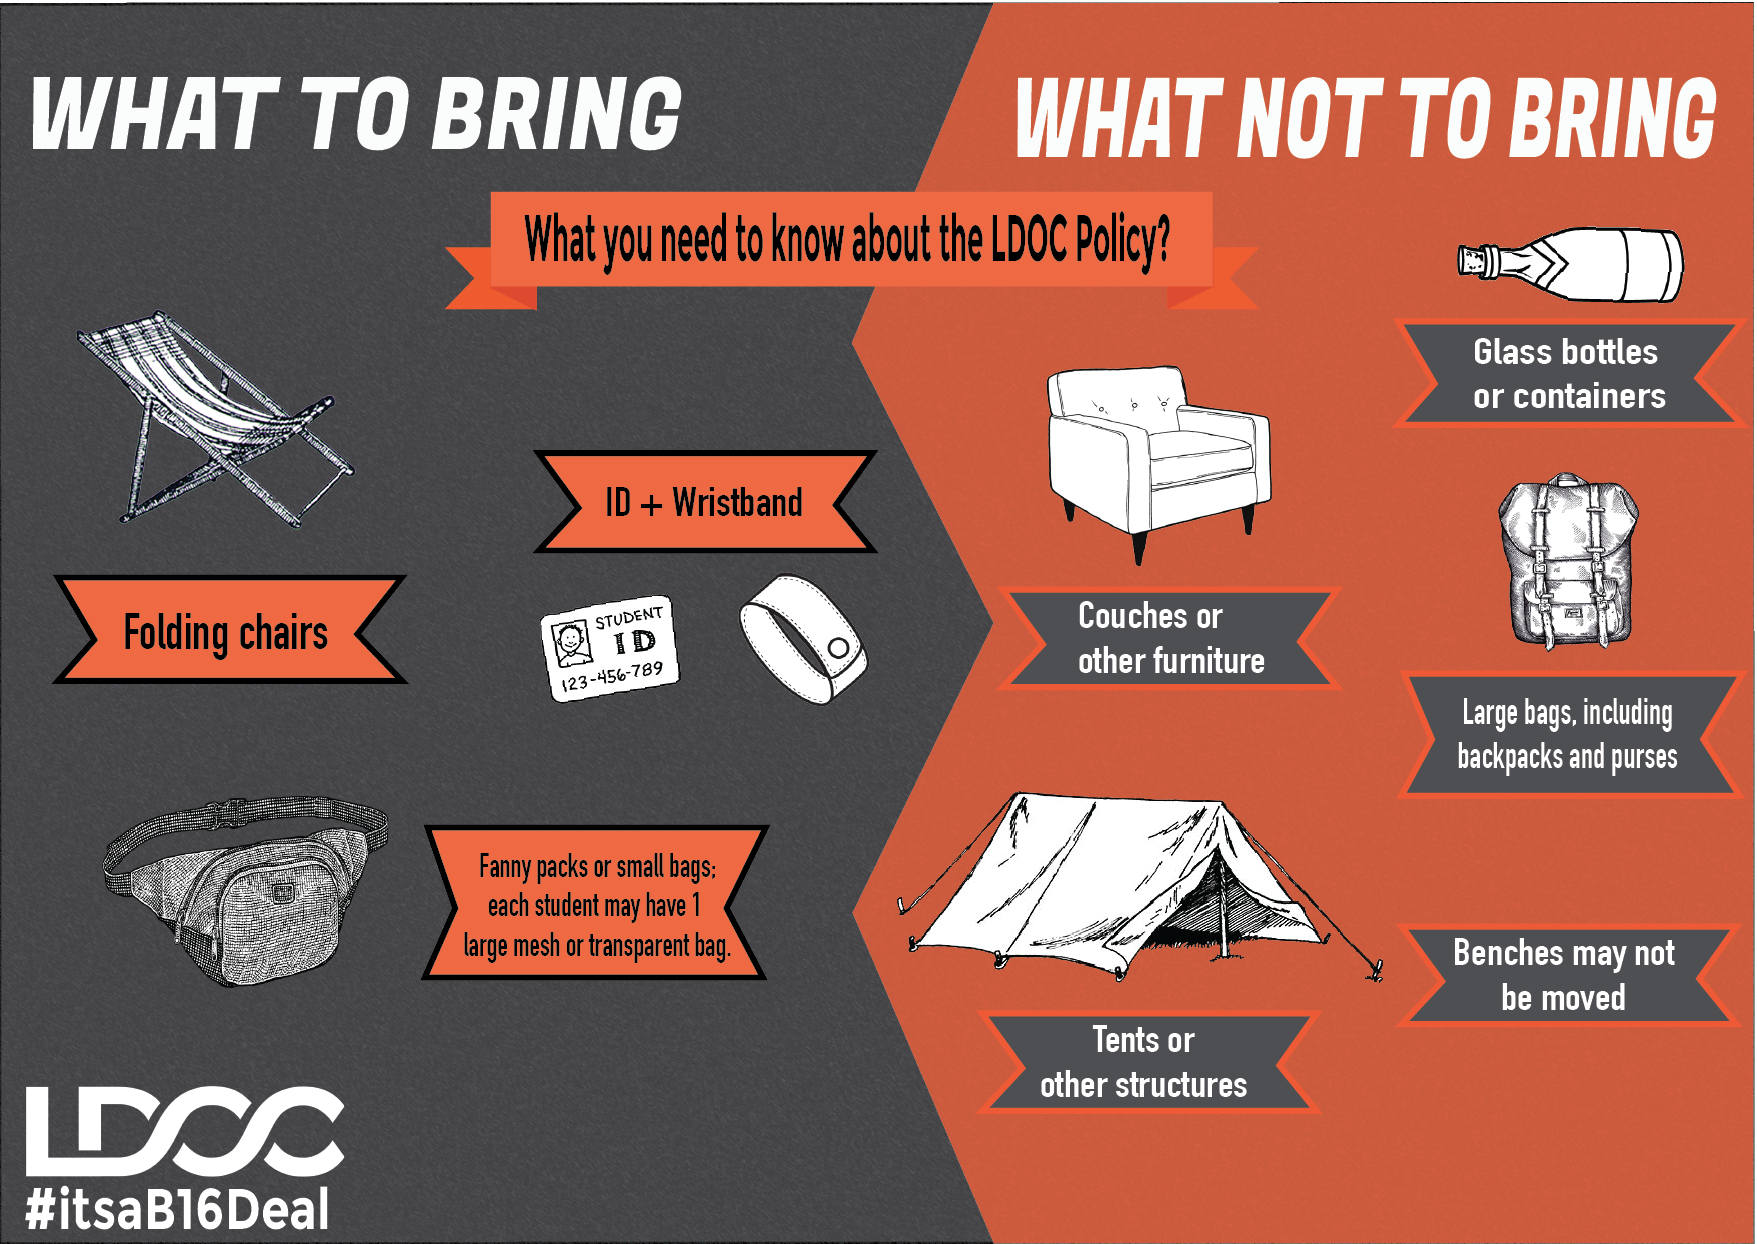 WHAT TO BRING
WHAT NOT TO BRING
What you need to know about the LDOC Policy?
Folding chairs
ID + Wristband
STUDENT
ID
123-456-789
Fanny packs or small bags;
each student may have 1
large mesh or transparent bag.
Glass bottles
or containers
Couches or
other furniture
Large bags, including
backpacks and purses
Tents or
other structures
Benches may not
be moved
LDOC
#itsaB16Deal